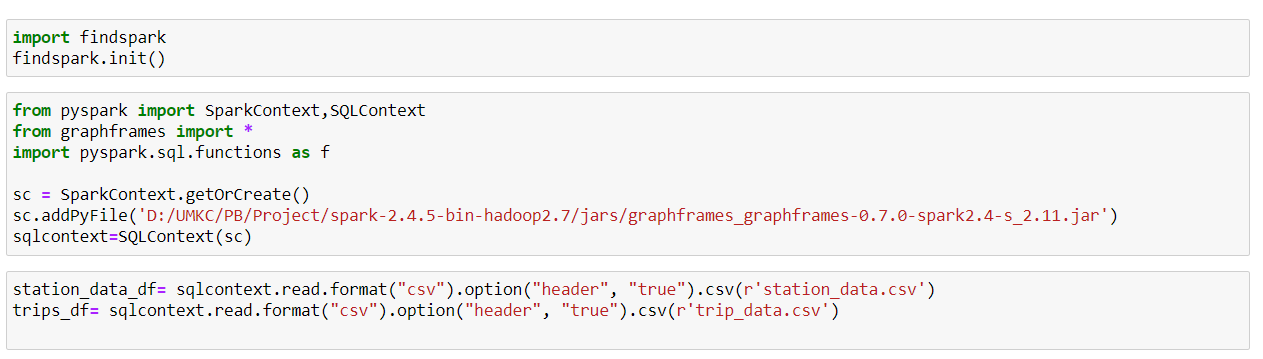 import findspark
findspark.init()
from pyspark import SparkContext,SQLContext
from graphframes import *
import pyspark.sql.functions as f
sc = SparkContext.getOrCreate()
sc.addPyFile('D:/UMKC/PB/Project/spark-2.4.5-bin-hadoop2.7/jars/graphframes_graphframes-0.7.0-spark2.4-s_2.11.jar')
sqlcontext=SQLContext(sc)
station_data_df= sqlcontext.read.format("csv").option("header", "true").csv(r'station_data.csv')
trips_df= sqlcontext.read.format("csv").option("header", "true").csv(r'trip_data.csv')